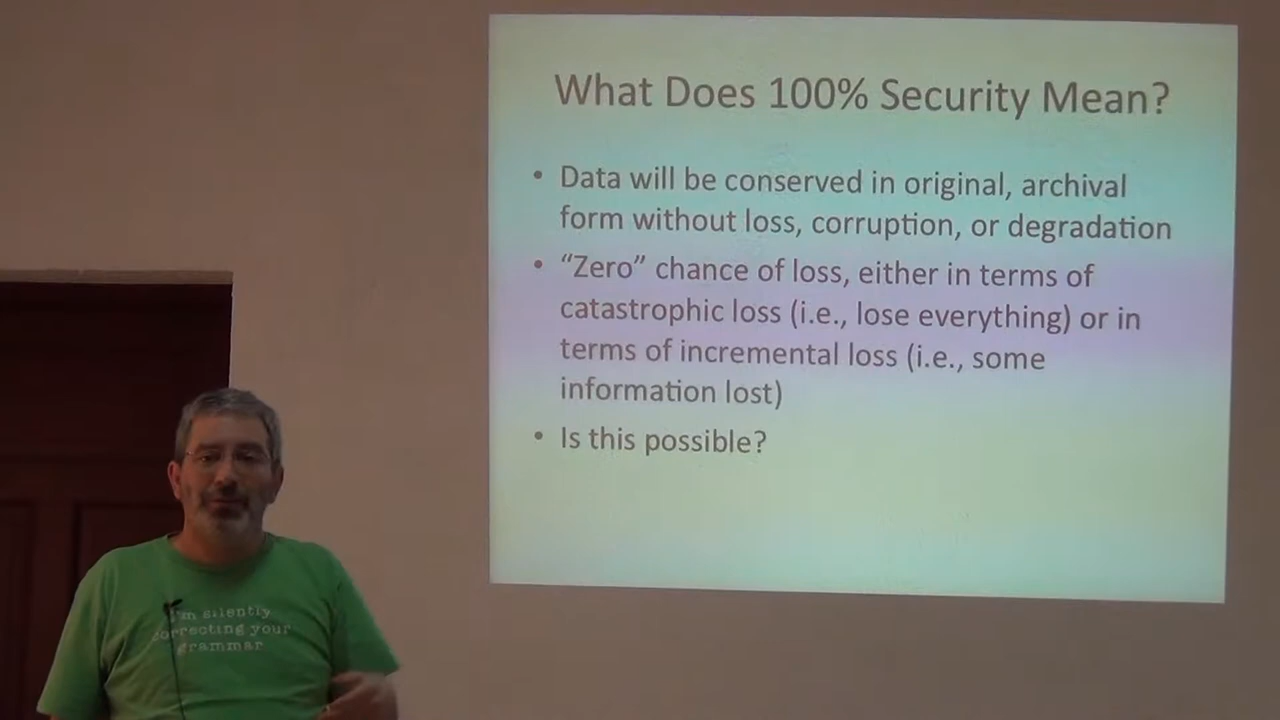 What Does 100% Security Mean?
• Data will be conserved in original, archival
form without loss, corruption, or degradation
• “Zero” chance of loss, either in terms of
catastrophic loss (i.e., lose everything) or in
terms of incremental loss (i.e., some
information lost)
• Is this possible?
I'm silently
correcting your
grammar